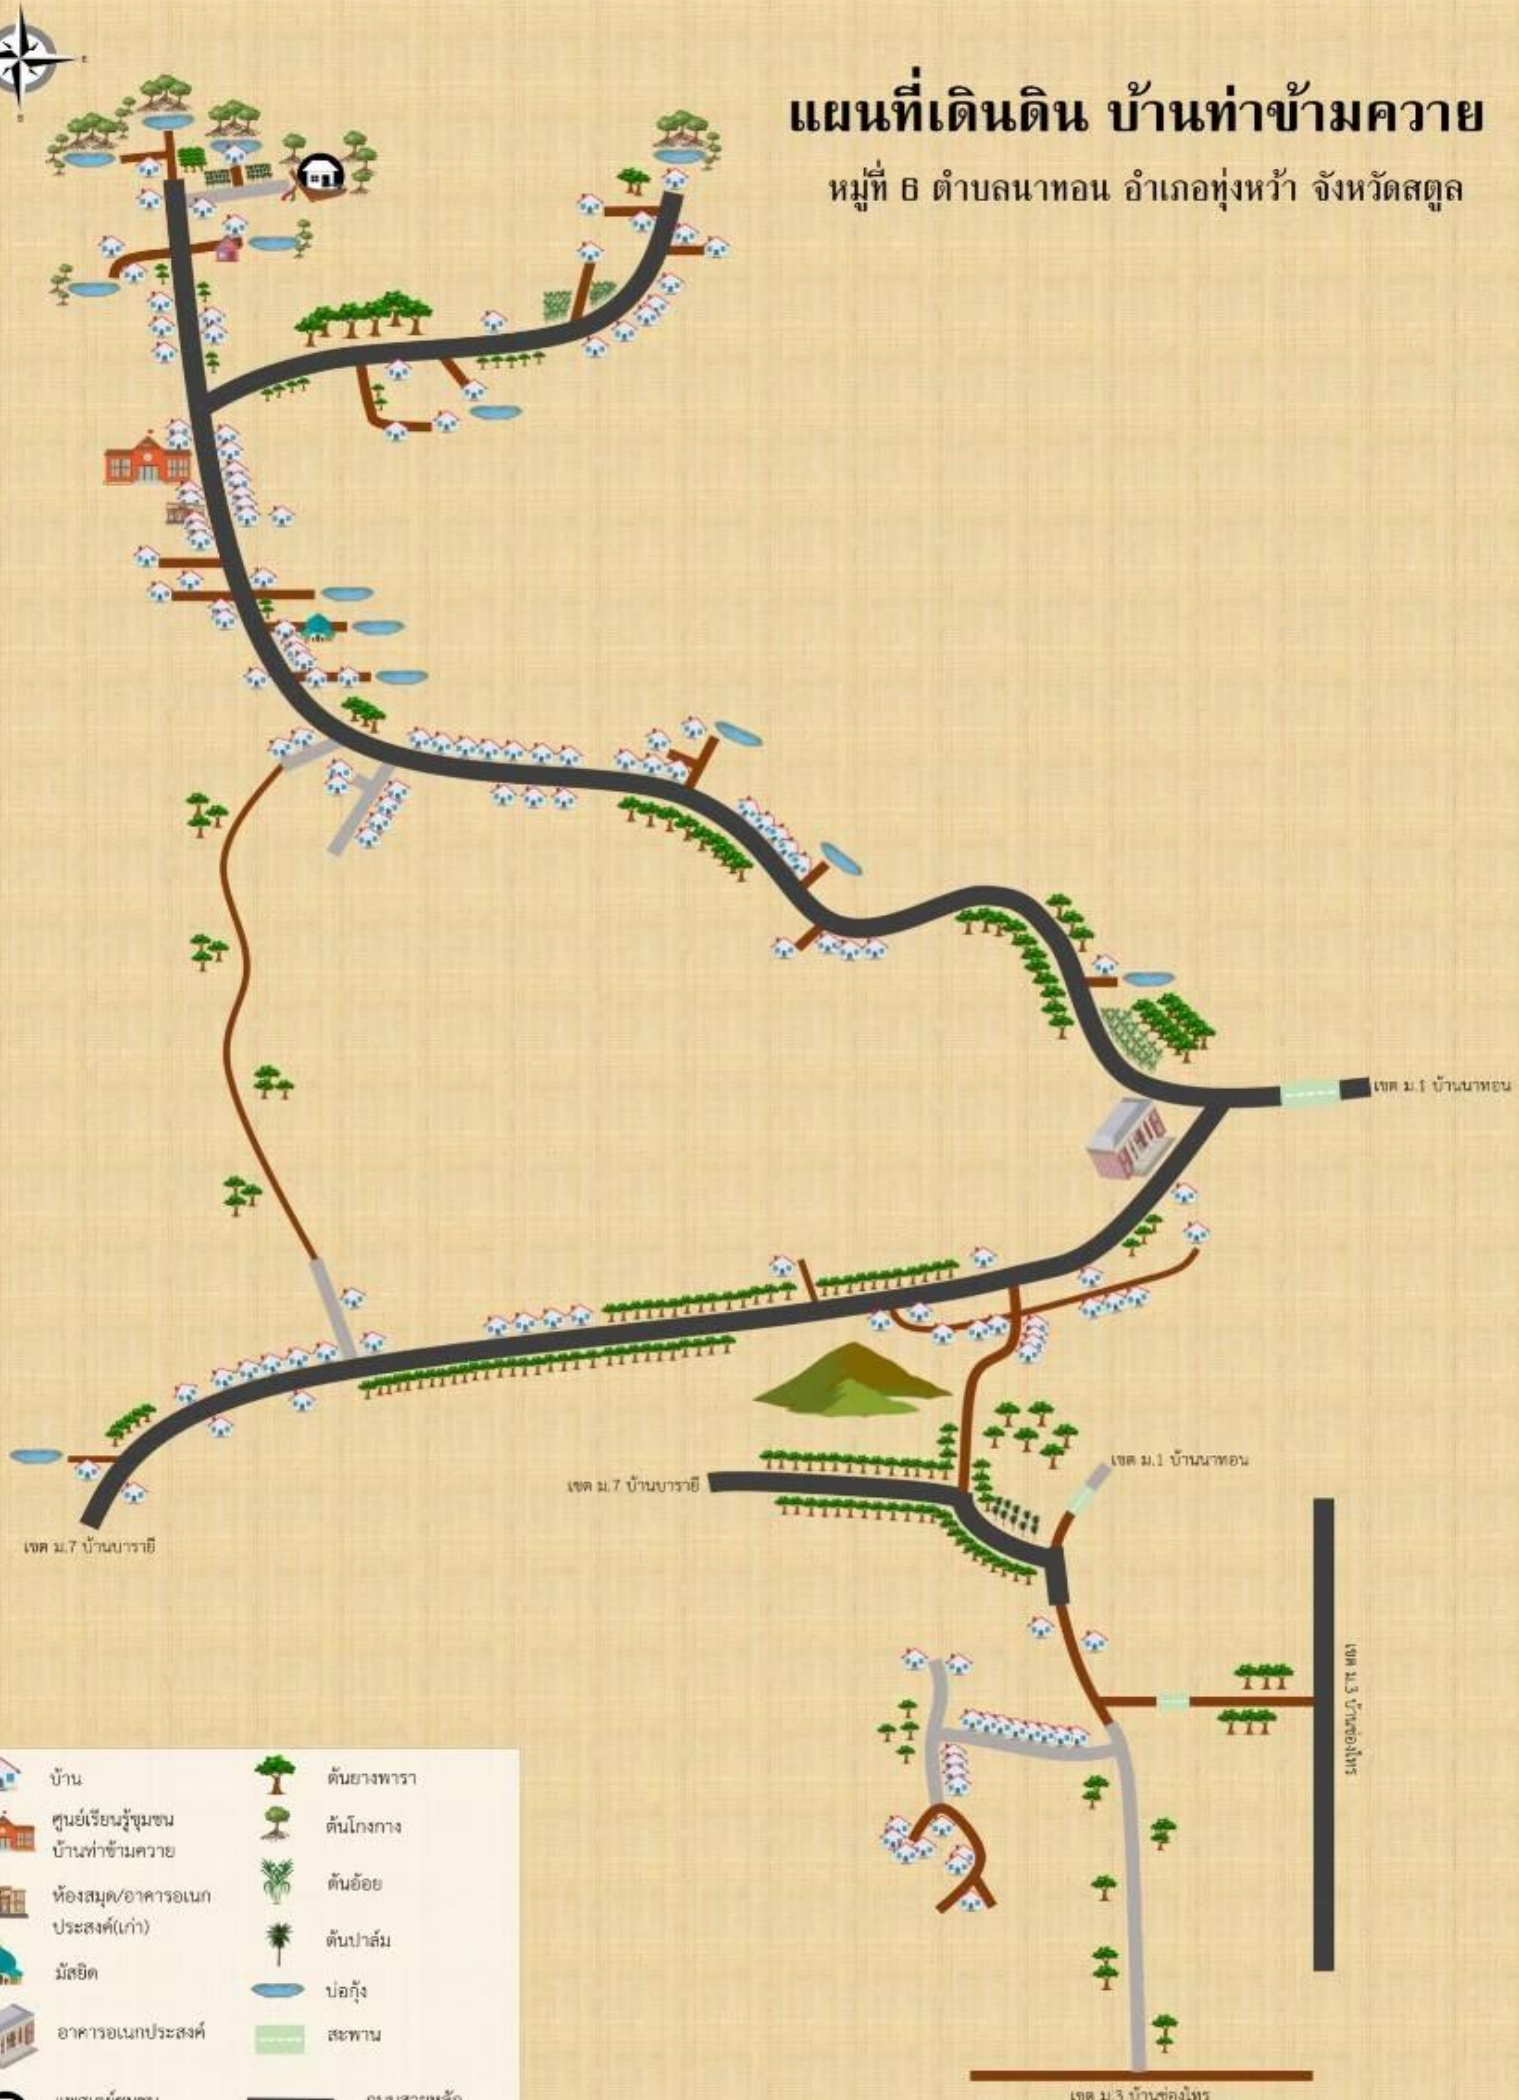 E
S
แผนที่เดินดิน บ้านท่าข้ามควาย
หมู่ที่ 6 ตำบลนาทอน อำเภอทุ่งหว้า จังหวัดสตูล
เขต ม.1 บ้านนาทอน
เขต ม.1 บ้านนาทอน
เขต ม.7 บ้านบารายี
เขต ม.7 บ้านบารายี
เขต ม.3 บ้านช่องไทร
บ้าน
ศูนย์เรียนรู้ชุมชน
บ้านท่าข้ามควาย
ห้องสมุด/อาคารอเนก
ประสงค์(เก่า)
มัสยิด
อาคารอเนกประสงค์
ต้นยางพารา
ต้นโกงกาง
ต้นอ้อย
ต้นปาล์ม
บ่อกุ้ง
สะพาน
ถนนสายหลัก
เขต ม.3 บ้านช่องไทร